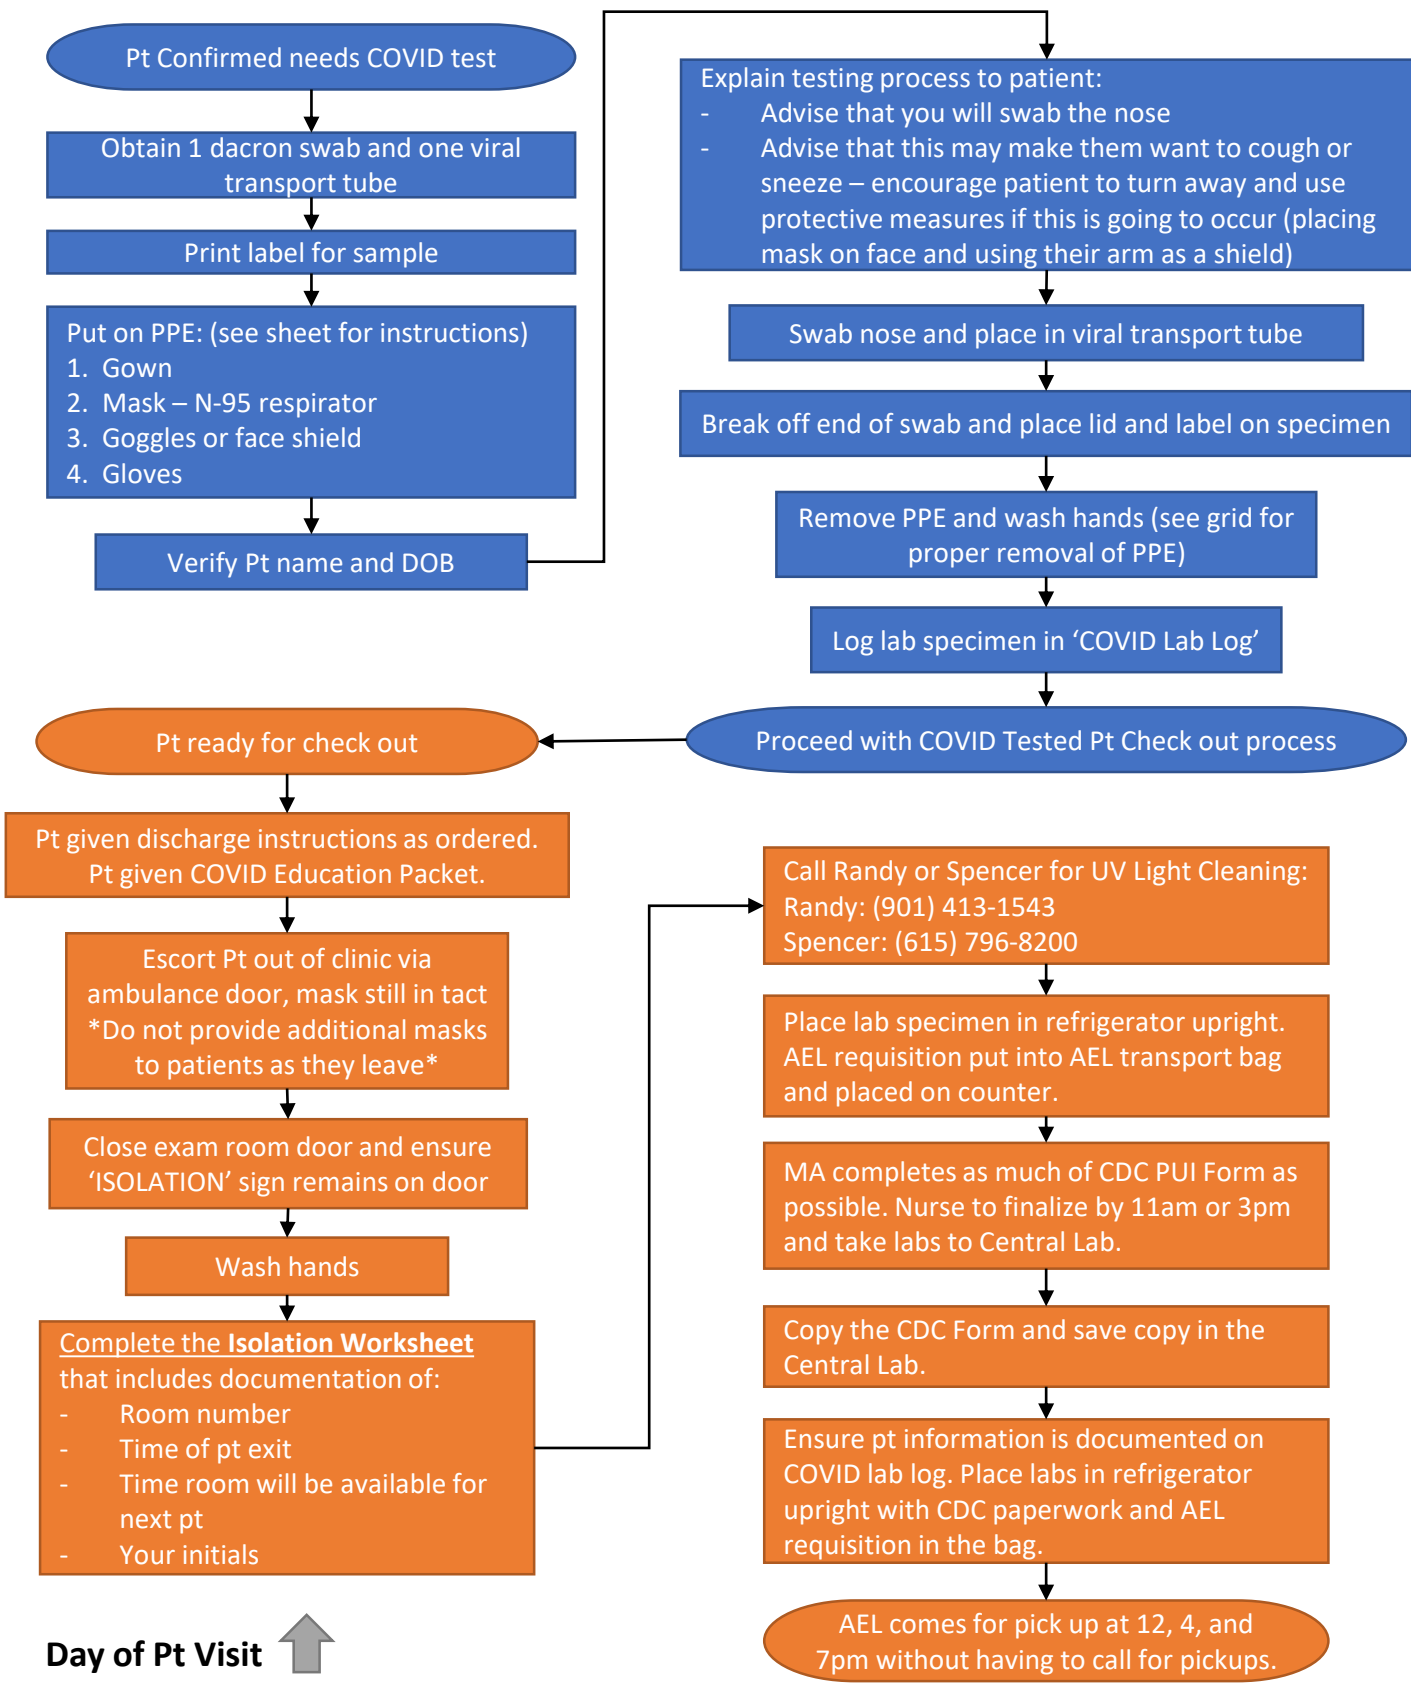 Pt Confirmed needs COVID test
Obtain 1 dacron swab and one viral
transport tube
Print label for sample
Put on PPE: (see sheet for instructions)
1. Gown
2. Mask – N-95 respirator
3. Goggles or face shield
4. Gloves
Verify Pt name and DOB
Explain testing process to patient:
- Advise that you will swab the nose
- Advise that this may make them want to cough or
sneeze – encourage patient to turn away and use
protective measures if this is going to occur (placing
mask on face and using their arm as a shield)
Swab nose and place in viral transport tube
Break off end of swab and place lid and label on specimen
Remove PPE and wash hands (see grid for
proper removal of PPE)
Log lab specimen in ‘COVID Lab Log’
Proceed with COVID Tested Pt Check out process
Pt ready for check out
Pt given discharge instructions as ordered.
Pt given COVID Education Packet.
Escort Pt out of clinic via
ambulance door, mask still in tact
*Do not provide additional masks
to patients as they leave*
Close exam room door and ensure
‘ISOLATION’ sign remains on door
Wash hands
Complete the Isolation Worksheet
that includes documentation of:
- Room number
- Time of pt exit
- Time room will be available for
next pt
- Your initials
Call Randy or Spencer for UV Light Cleaning:
Randy: (901) 413-1543
Spencer: (615) 796-8200
Place lab specimen in refrigerator upright.
AEL requisition put into AEL transport bag
and placed on counter.
MA completes as much of CDC PUI Form as
possible. Nurse to finalize by 11am or 3pm
and take labs to Central Lab.
Copy the CDC Form and save copy in the
Central Lab.
Ensure pt information is documented on
COVID lab log. Place labs in refrigerator
upright with CDC paperwork and AEL
requisition in the bag.
AEL comes for pick up at 12, 4, and
7pm without having to call for pickups.
Day of Pt Visit